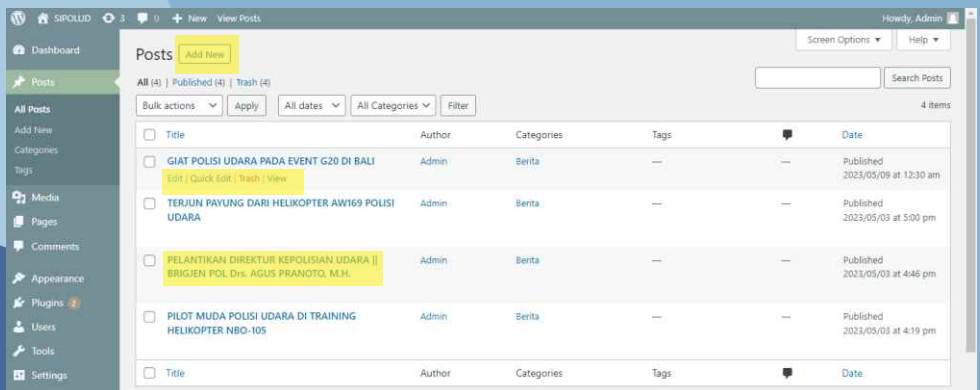 SIPOLUD 3 0 + New View Posts Howdy, Admin
Dashboard
Posts
All Posts
Add New
Categories
Tags
Media
Pages
Comments
Appearance
Plugins 2
Users
Tools
Settings
Screen Options ▼ Help ▼
Posts Add New
All (4) | Published (4) | Trash (4)
Search Posts
Bulk actions Apply All dates All Categories Filter 4 items
Title Author Categories Tags Date
GIAT POLISI UDARA PADA EVENT G20 DI BALI Admin Berita — — Published
Edit | Quick Edit | Trash | View 2023/05/09 at 12:30 am
TERJUN PAYUNG DARI HELIKOPTER AW169 POLISI Admin Berita — — Published
UDARA 2023/05/03 at 5:00 pm
PELANTIKAN DIREKTUR KEPOLISIAN UDARA || Admin Berita — — Published
BRIGJEN POL Drs. AGUS PRANOTO, M.H. 2023/05/03 at 4:46 pm
PILOT MUDA POLISI UDARA DI TRAINING Admin Berita — — Published
HELIKOPTER NBO-105 2023/05/03 at 4:19 pm
Title Author Categories Tags Date